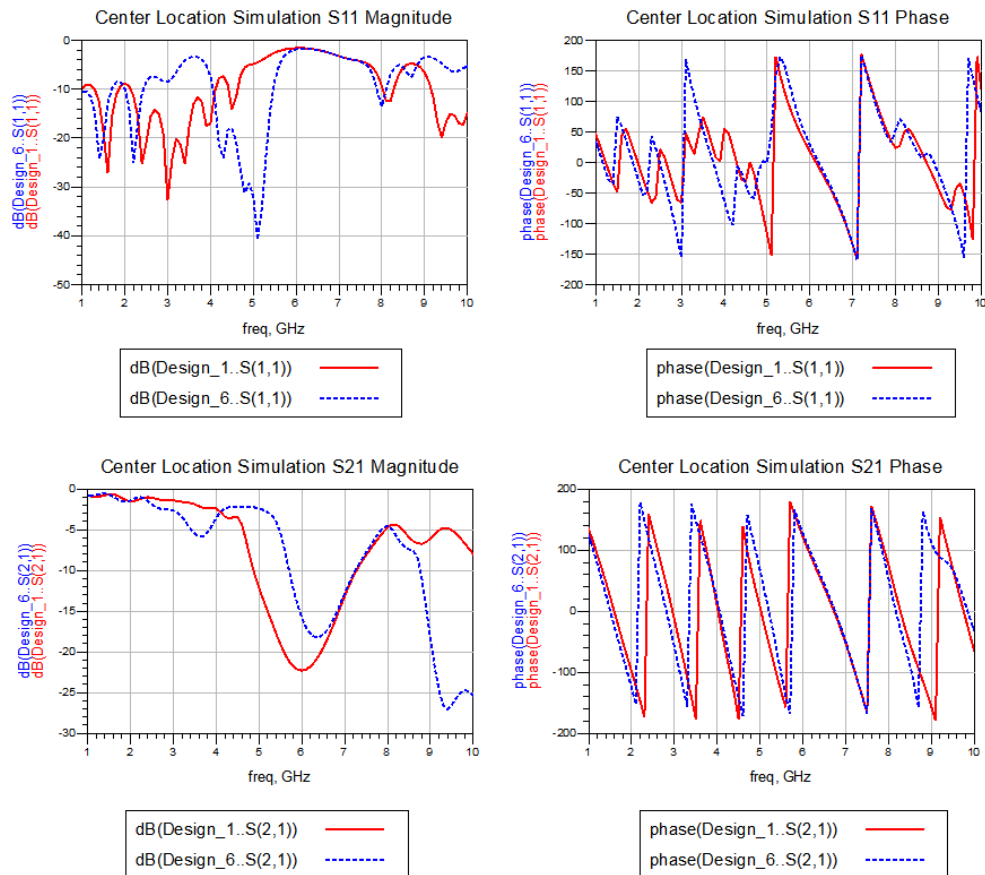 Center Location Simulation S11 Magnitude
dB(Design_6..S(1,1))
dB(Design_1..S(1,1))
0
-10
-20
-30
-40
-50
1 2 3 4 5 6 7 8 9 10
freq, GHz
dB(Design_1..S(1,1))
dB(Design_6..S(1,1))
Center Location Simulation S11 Phase
phase(Design_6..S(1,1))
phase(Design_1..S(1,1))
200
150
100
50
0
-50
-100
-150
-200
1 2 3 4 5 6 7 8 9 10
freq, GHz
phase(Design_1..S(1,1))
phase(Design_6..S(1,1))
Center Location Simulation S21 Magnitude
dB(Design_6..S(2,1))
dB(Design_1..S(2,1))
0
-5
-10
-15
-20
-25
-30
1 2 3 4 5 6 7 8 9 10
freq, GHz
dB(Design_1..S(2,1))
dB(Design_6..S(2,1))
Center Location Simulation S21 Phase
phase(Design_6..S(2,1))
phase(Design_1..S(2,1))
200
100
0
-100
-200
1 2 3 4 5 6 7 8 9 10
freq, GHz
phase(Design_1..S(2,1))
phase(Design_6..S(2,1))